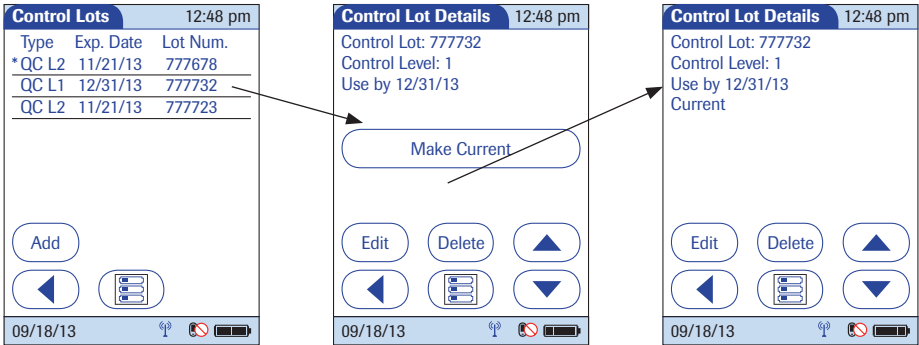 Control Lots 12:48 pm
Type Exp. Date Lot Num.
*QC L2 11/21/13 777678
QC L1 12/31/13 777732
QC L2 11/21/13 777723
Add
09/18/13
Control Lot Details 12:48 pm
Control Lot: 777732
Control Level: 1
Use by 12/31/13
Make Current
Edit Delete
09/18/13
Control Lot Details 12:48 pm
Control Lot: 777732
Control Level: 1
Use by 12/31/13
Current
Edit Delete
09/18/13